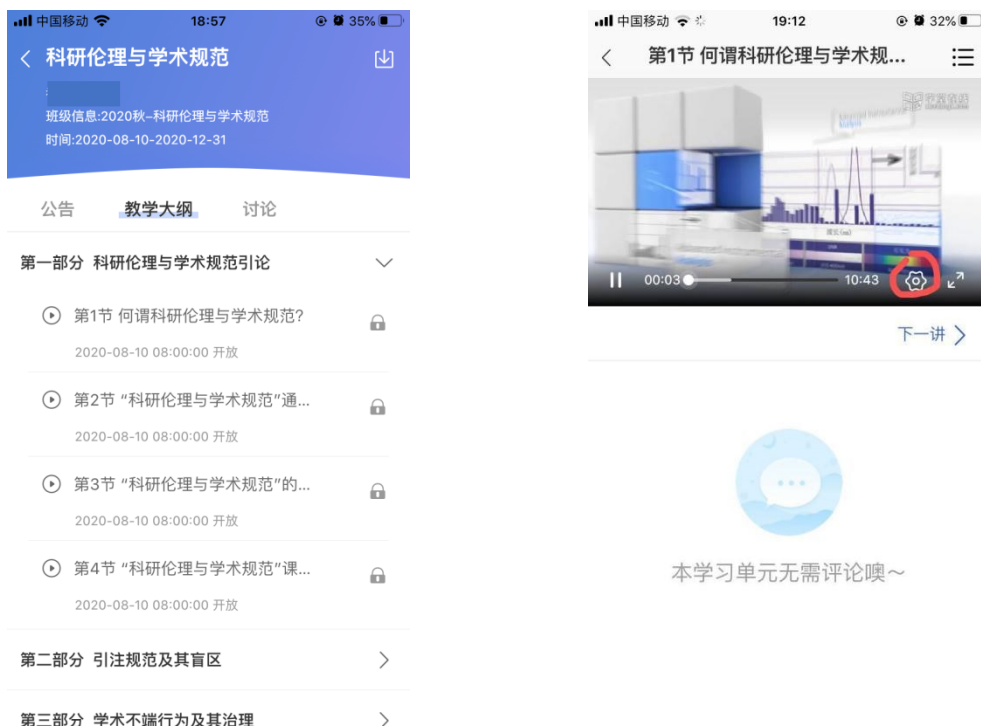 中国移动
18:57
35%
科研伦理与学术规范
班级信息:2020秋–科研伦理与学术规范
时间:2020-08-10-2020-12-31
公告
教学大纲
讨论
第一部分 科研伦理与学术规范引论
第1节 何谓科研伦理与学术规范?
2020-08-10 08:00:00 开放
第2节 “科研伦理与学术规范”通...
2020-08-10 08:00:00 开放
第3节 “科研伦理与学术规范”的...
2020-08-10 08:00:00 开放
第4节 “科研伦理与学术规范”课...
2020-08-10 08:00:00 开放
第二部分 引注规范及其盲区
第三部分 学术不端行为及其治理
中国移动
19:12
32%
第1节 何谓科研伦理与学术规...
学堂在线
00:03
10:43
下一讲
本学习单元无需评论噢～